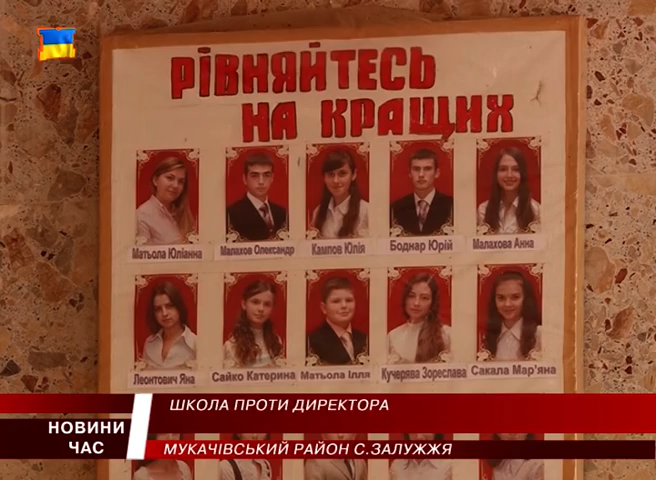 РІВНЯЙТЕСЬ
НА КРАЩИХ
Матьола Юліанна
Малахов Олександр
Кампов Юлія
Боднар Юрій
Малахова Анна
Леонтович Яна
Сайко Катерина
Матьола Ілля
Кучерява Зореслава
Сакала Мар'яна
ШКОЛА ПРОТИ ДИРЕКТОРА
НОВИНИ
ЧАС
МУКАЧІВСЬКИЙ РАЙОН С.ЗАЛУЖЖЯ